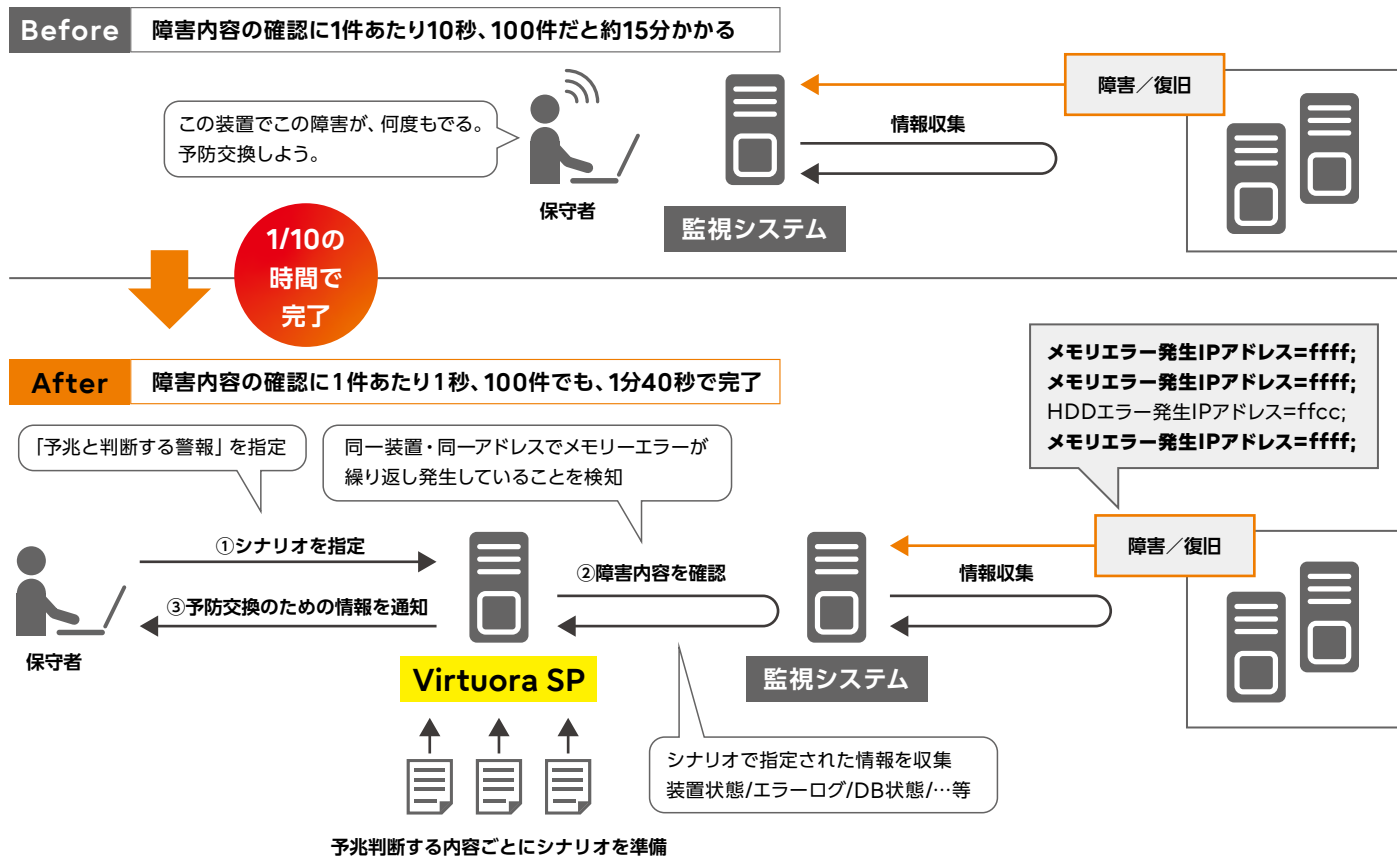 Before
障害内容の確認に1件あたり10秒、100件だと約15分かかる
この装置でこの障害が、何度もでる。
予防交換しよう。
保守者
監視システム
情報収集
障害／復旧
1/10の
時間で
完了
After
障害内容の確認に1件あたり1秒、100件でも、1分40秒で完了
メモリエラー発生IPアドレス=ffff;
メモリエラー発生IPアドレス=ffff;
HDDエラー発生IPアドレス=ffcc;
メモリエラー発生IPアドレス=ffff;
「予兆と判断する警報」を指定
同一装置・同一アドレスでメモリーエラーが
繰り返し発生していることを検知
①シナリオを指定
③予防交換のための情報を通知
保守者
②障害内容を確認
情報収集
障害／復旧
Virtuora SP
監視システム
シナリオで指定された情報を収集
装置状態/エラーログ/DB状態/…等
予兆判断する内容ごとにシナリオを準備